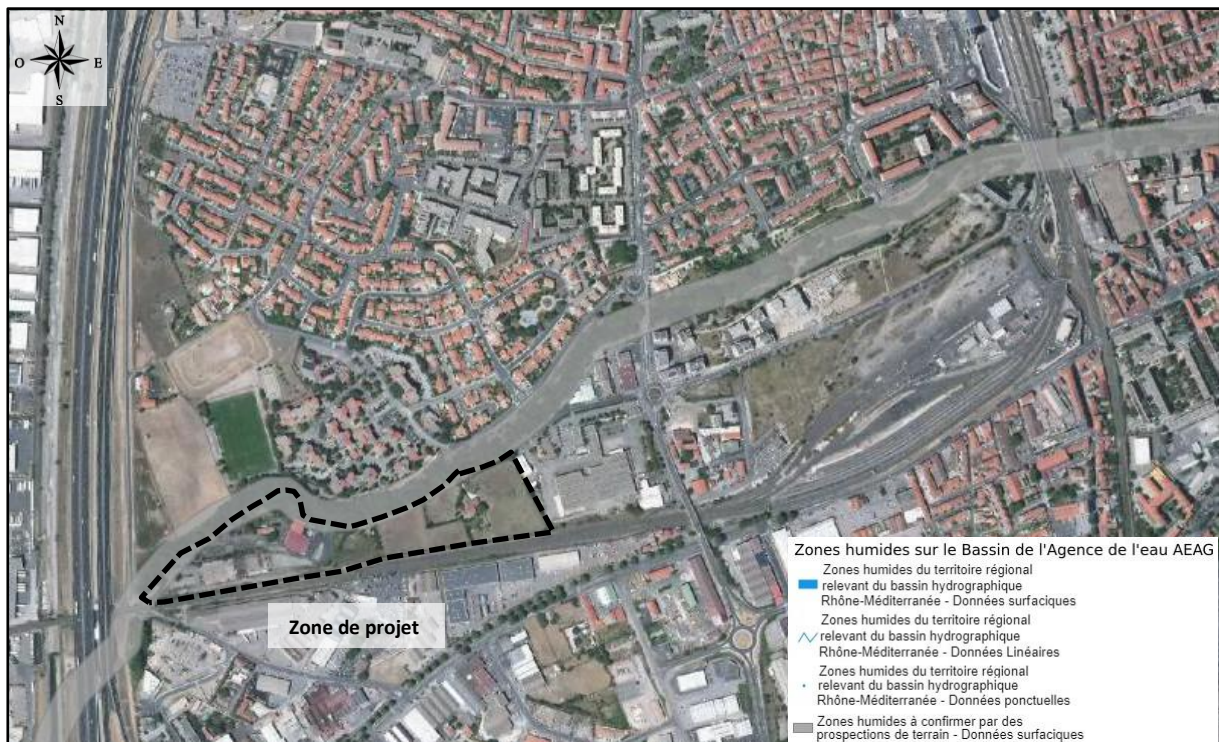 N
O
E
S
Zone de projet
Zones humides sur le Bassin de l'Agence de l'eau AEAG
Zones humides du territoire régional
relevant du bassin hydrographique
Rhône-Méditerranée - Données surfaciques
Zones humides du territoire régional
relevant du bassin hydrographique
Rhône-Méditerranée - Données Linéaires
Zones humides du territoire régional
relevant du bassin hydrographique
Rhône-Méditerranée - Données ponctuelles
Zones humides à confirmer par des
prospections de terrain - Données surfaciques